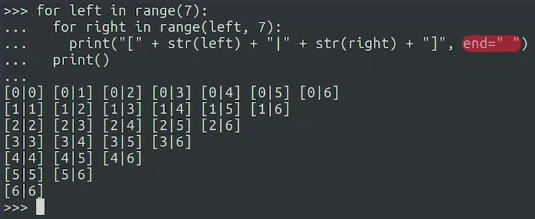 >>> for left in range(7):
...   for right in range(left, 7):
...     print("[" + str(left) + "|" + str(right) + "]", end=" ")
...   print()
...
[0|0] [0|1] [0|2] [0|3] [0|4] [0|5] [0|6]
[1|1] [1|2] [1|3] [1|4] [1|5] [1|6]
[2|2] [2|3] [2|4] [2|5] [2|6]
[3|3] [3|4] [3|5] [3|6]
[4|4] [4|5] [4|6]
[5|5] [5|6]
[6|6]
>>>